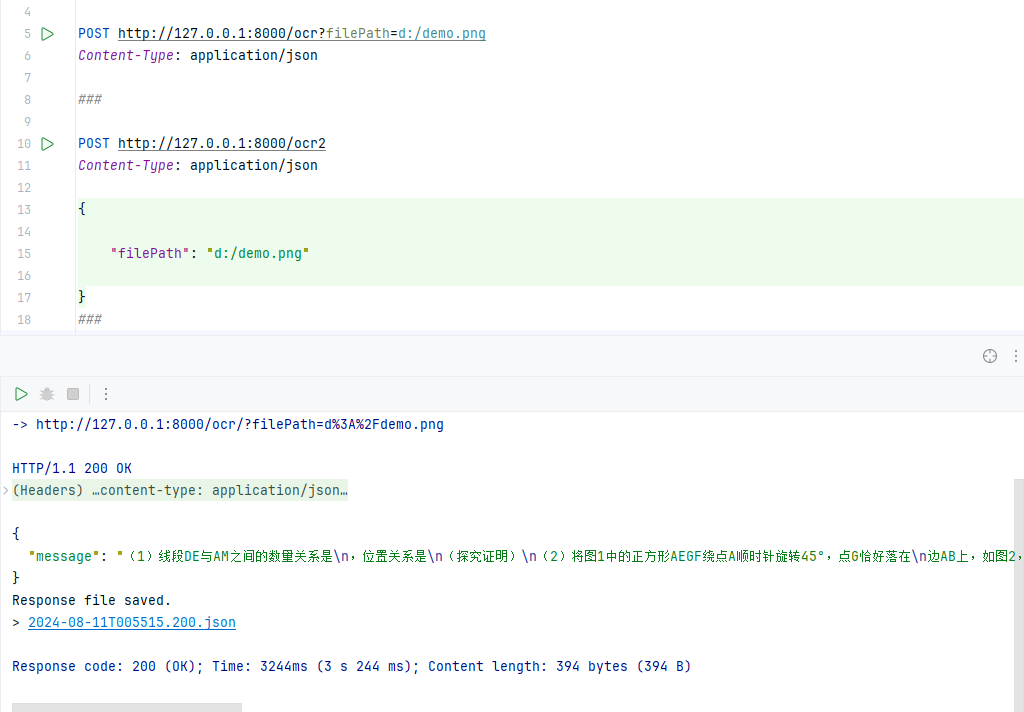 4
5 POST http://127.0.0.1:8000/ocr?filePath=d:/demo.png
6 Content-Type: application/json
7
8 ###
9
10 POST http://127.0.0.1:8000/ocr2
11 Content-Type: application/json
12
13 {
14
15 "filePath": "d:/demo.png"
16
17 }
18 ###
-> http://127.0.0.1:8000/ocr/?filePath=d%3A%2Fdemo.png
HTTP/1.1 200 OK
(Headers) …content-type: application/json…
{
"message": "（1）线段DE与AM之间的数量关系是\n，位置关系是\n（探究证明）\n（2）将图1中的正方形AEGF绕点A顺时针旋转45°，点G恰好落在\n边AB上，如图2，
}
Response file saved.
> 2024-08-11T005515.200.json
Response code: 200 (OK); Time: 3244ms (3 s 244 ms); Content length: 394 bytes (394 B)